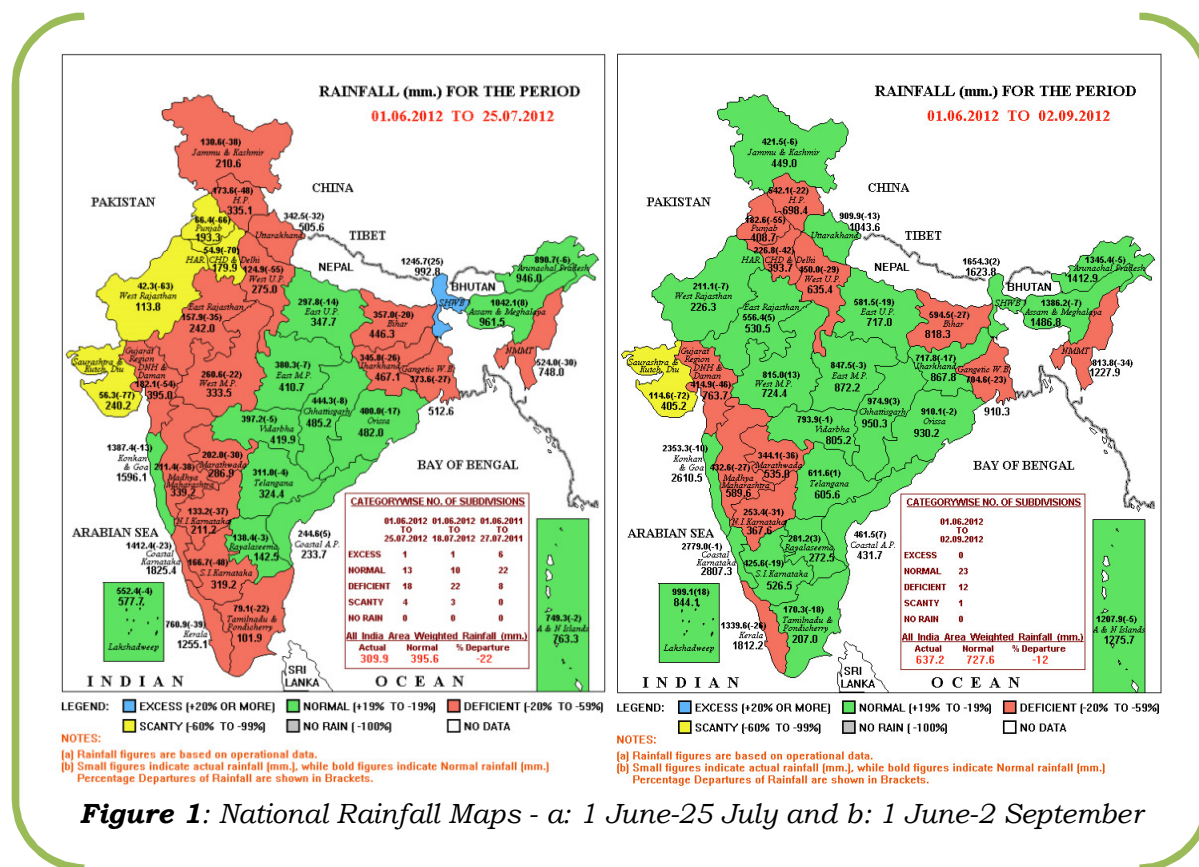 RAINFALL (mm.) FOR THE PERIOD
01.06.2012 TO 25.07.2012
130.6(-38)
Jammu & Kashmir
210.6
CHINA
PAKISTAN
173.6(-48)
H.P.
335.1
342.5(-32)
505.6
Uttarakhand
TIBET
66.4(-66)
Punjab
193.3
54.9(-70)
HAR. CHD & Delhi
179.9
NEPAL
124.9(-55)
West U.P.
275.0
1245.7(25)
992.8
SHWB
BHUTAN
890.7(-6)
Arunachal Pradesh
946.0
1042.1(8)
Assam & Meghalaya
961.5
42.3(-63)
West Rajasthan
113.8
East Rajasthan
157.9(-35)
242.0
297.8(-14)
East U.P.
347.7
357.0(-20)
Bihar
446.3
NMMT
524.0(-30)
748.0
Saurashtra &
Kutch, Diu
56.3(-77)
240.2
Gujarat
Region
DNH &
Daman
182.1(-54)
395.0
260.6(-22)
West M.P.
333.5
380.3(-7)
East M.P.
410.7
345.8(-26)
Jharkhand
467.1
Gangetic W.B.
373.6(-27)
512.6
444.3(-8)
Chhattisgarh
485.2
400.0(-17)
Orissa
482.0
397.2(-5)
Vidarbha
419.9
1387.4(-13)
Konkan
& Goa
1596.1
202.0(-30)
Marathwada
286.9
211.4(-38)
Madhya
Maharashtra
339.2
311.0(-4)
Telangana
324.4
BAY OF BENGAL
ARABIAN SEA
133.2(-37)
N.I.Karnataka
211.2
138.4(-3)
Rayalaseema
142.5
244.6(5)
Coastal A.P.
233.7
1412.4(-23)
Coastal
Karnataka
1825.4
166.7(-48)
S.I.Karnataka
319.2
79.1(-22)
Tamilnadu &
Pondicherry
101.9
760.9(-39)
Kerala
1255.1
552.4(-4)
577.7
Lakshadweep
749.3(-2)
A & N Islands
763.3
SRI
LANKA
INDIAN OCEAN
CATEGORYWISE NO. OF SUBDIVISIONS
01.06.2012 01.06.2012 01.06.2011
TO TO TO
25.07.2012 18.07.2012 27.07.2011
EXCESS 1 1 6
NORMAL 13 10 22
DEFICIENT 18 22 8
SCANTY 4 3 0
NO RAIN 0 0 0
All India Area Weighted Rainfall (mm.)
Actual Normal % Departure
309.9 395.6 -22
LEGEND: EXCESS (+20% OR MORE) NORMAL (+19% TO -19%) DEFICIENT (-20% TO -59%)
SCANTY (-60% TO -99%) NO RAIN (-100%) NO DATA
NOTES:
(a) Rainfall figures are based on operational data.
(b) Small figures indicate actual rainfall (mm.), while bold figures indicate Normal rainfall (mm.)
Percentage Departures of Rainfall are shown in Brackets.
RAINFALL (mm.) FOR THE PERIOD
01.06.2012 TO 02.09.2012
421.5(-6)
Jammu & Kashmir
449.0
CHINA
PAKISTAN
542.1(-22)
H.P.
698.4
909.9(-13)
1043.6
Uttarakhand
TIBET
182.6(-55)
Punjab
408.7
226.8(-42)
HAR. CHD & Delhi
393.7
NEPAL
450.0(-29)
West U.P.
635.4
1654.3(2)
1623.8
SHWB
BHUTAN
1345.4(-5)
Arunachal Pradesh
1412.9
1386.2(-7)
Assam & Meghalaya
1486.8
211.1(-7)
West Rajasthan
226.3
East Rajasthan
556.4(5)
530.5
581.5(-19)
East U.P.
717.0
594.5(-27)
Bihar
818.3
NMMT
813.8(-34)
1227.9
Saurashtra &
Kutch, Diu
114.6(-72)
405.2
Gujarat
Region
DNH &
Daman
414.9(-46)
763.7
815.0(13)
West M.P.
724.4
847.5(-3)
East M.P.
872.2
717.8(-17)
Jharkhand
867.8
Gangetic W.B.
704.6(-23)
910.3
974.9(3)
Chhattisgarh
950.3
910.1(-2)
Orissa
930.2
793.9(-1)
Vidarbha
805.2
2353.3(-10)
Konkan
& Goa
2610.5
344.1(-36)
Marathwada
535.8
432.6(-27)
Madhya
Maharashtra
589.6
611.6(1)
Telangana
605.6
BAY OF BENGAL
ARABIAN SEA
253.4(-31)
N.I.Karnataka
367.6
281.2(3)
Rayalaseema
272.5
461.5(7)
Coastal A.P.
431.7
2779.0(-1)
Coastal
Karnataka
2807.3
425.6(-19)
S.I.Karnataka
526.5
170.3(-18)
Tamilnadu &
Pondicherry
207.0
1339.6(-26)
Kerala
1812.2
999.1(18)
844.1
Lakshadweep
1207.9(-5)
A & N Islands
1275.7
SRI
LANKA
INDIAN OCEAN
CATEGORYWISE NO. OF SUBDIVISIONS
01.06.2012
TO
02.09.2012
EXCESS 0
NORMAL 23
DEFICIENT 12
SCANTY 1
NO RAIN 0
All India Area Weighted Rainfall (mm.)
Actual Normal % Departure
637.2 727.6 -12
LEGEND: EXCESS (+20% OR MORE) NORMAL (+19% TO -19%) DEFICIENT (-20% TO -59%)
SCANTY (-60% TO -99%) NO RAIN (-100%) NO DATA
NOTES:
(a) Rainfall figures are based on operational data.
(b) Small figures indicate actual rainfall (mm.), while bold figures indicate Normal rainfall (mm.)
Percentage Departures of Rainfall are shown in Brackets.
Figure 1: National Rainfall Maps - a: 1 June-25 July and b: 1 June-2 September